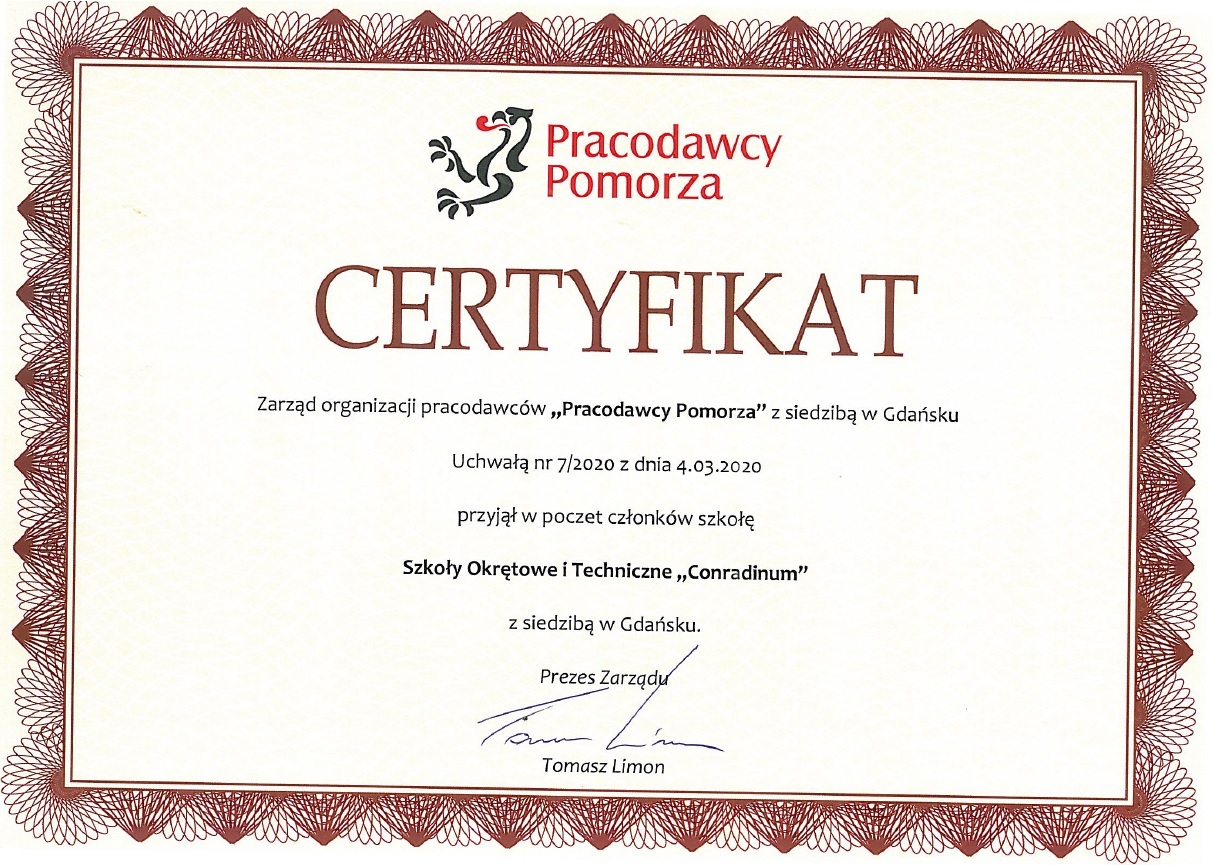 Pracodawcy
Pomorza
CERTYFIKAT
Zarząd organizacji pracodawców „Pracodawcy Pomorza” z siedzibą w Gdańsku
Uchwałą nr 7/2020 z dnia 4.03.2020
przyjął w poczet członków szkołę
Szkoły Okrętowe i Techniczne „Conradinum”
z siedzibą w Gdańsku.
Prezes Zarządu
Tomasz Limon